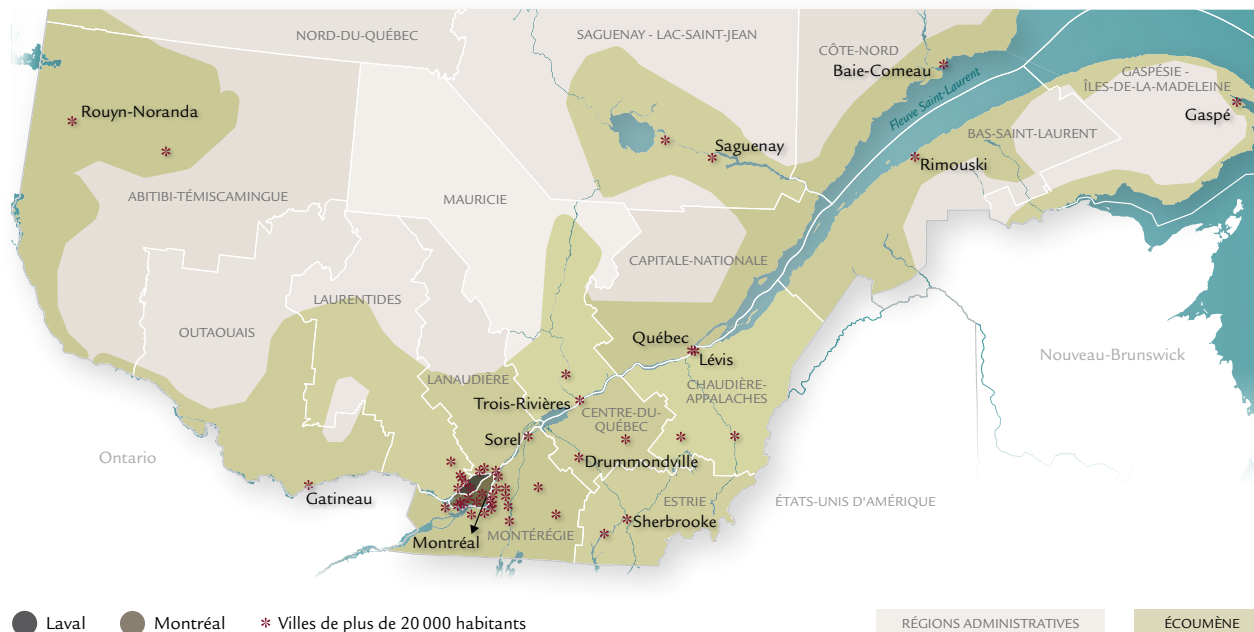 NORD-DU-QUÉBEC
SAGUENAY - LAC-SAINT-JEAN
CÔTE-NORD
Baie-Comeau
Fleuve Saint-Laurent
GASPÉSIE -
ÎLES-DE-LA-MADELEINE
Gaspé
Rouyn-Noranda
Saguenay
BAS-SAINT-LAURENT
Rimouski
ABITIBI-TÉMISCAMINGUE
MAURICIE
CAPITALE-NATIONALE
LAURENTIDES
OUTAOUAIS
Québec
Lévis
Nouveau-Brunswick
LANAUDIÈRE
CHAUDIÈRE-
APPALACHES
Trois-Rivières
CENTRE-DU-
QUÉBEC
Sorel
Ontario
Drummondville
Gatineau
ESTRIE
ÉTATS-UNIS D'AMÉRIQUE
Sherbrooke
MONTÉRÉGIE
Montréal
Laval
Montréal
* Villes de plus de 20 000 habitants
RÉGIONS ADMINISTRATIVES
ÉCOUMÈNE